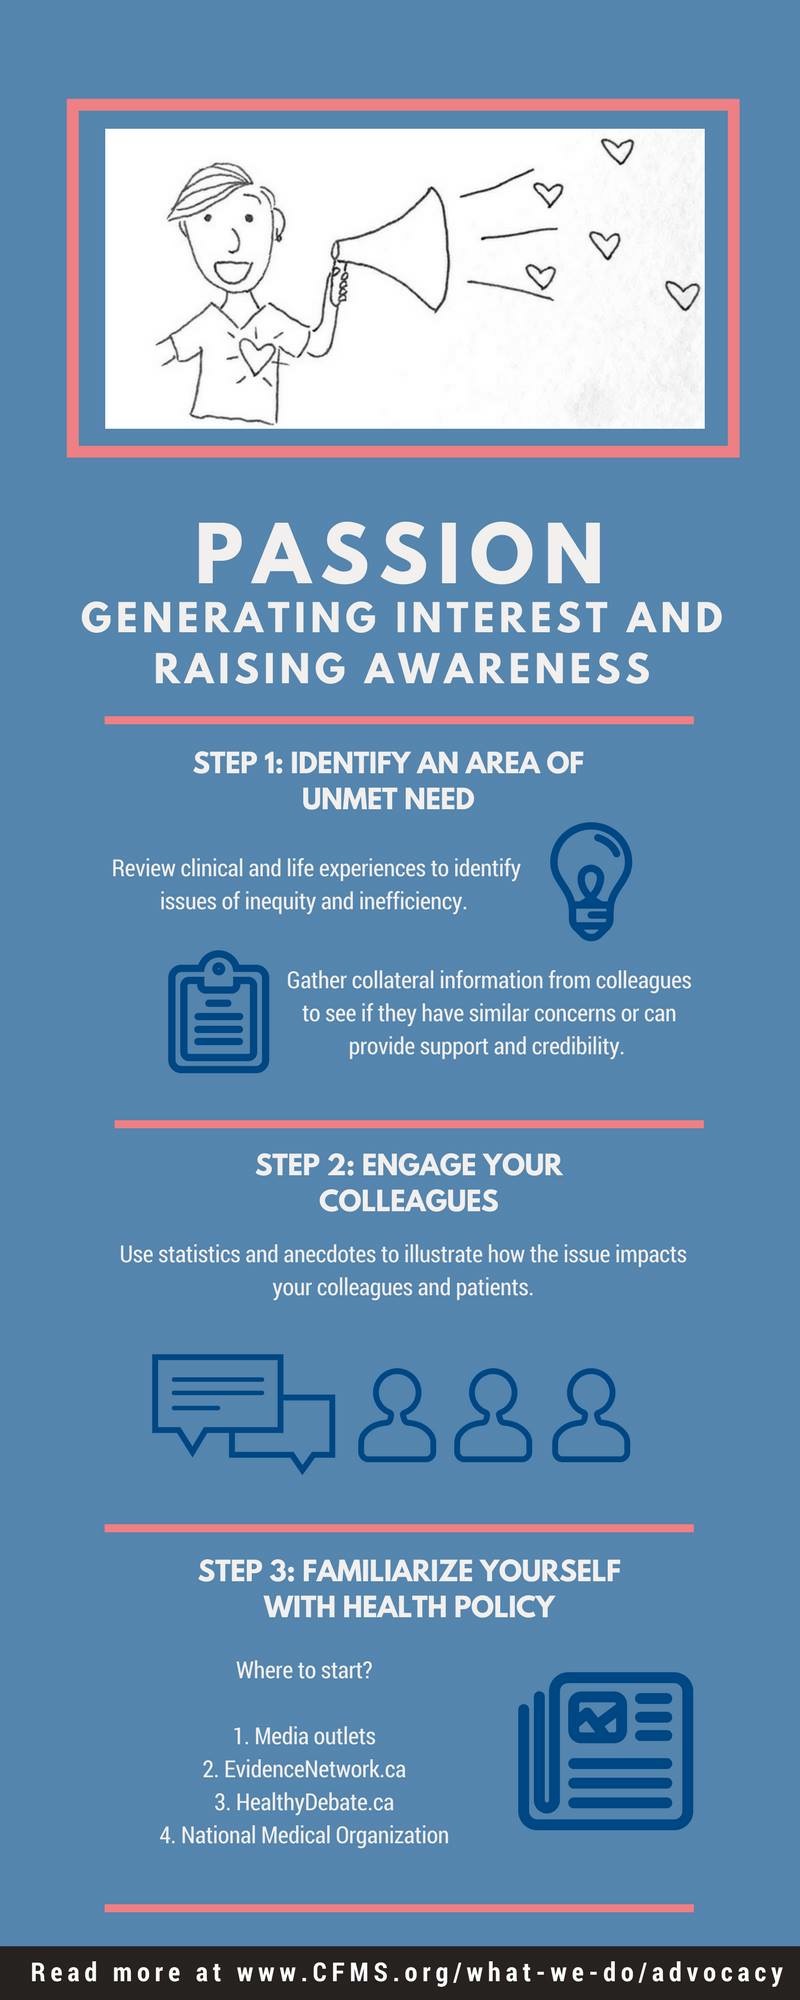 PASSION
GENERATING INTEREST AND
RAISING AWARENESS
STEP 1: IDENTIFY AN AREA OF
UNMET NEED
Review clinical and life experiences to identify
issues of inequity and inefficiency.
Gather collateral information from colleagues
to see if they have similar concerns or can
provide support and credibility.
STEP 2: ENGAGE YOUR
COLLEAGUES
Use statistics and anecdotes to illustrate how the issue impacts
your colleagues and patients.
STEP 3: FAMILIARIZE YOURSELF
WITH HEALTH POLICY
Where to start?
1. Media outlets
2. EvidenceNetwork.ca
3. HealthyDebate.ca
4. National Medical Organization
Read more at www.CFMS.org/what-we-do/advocacy